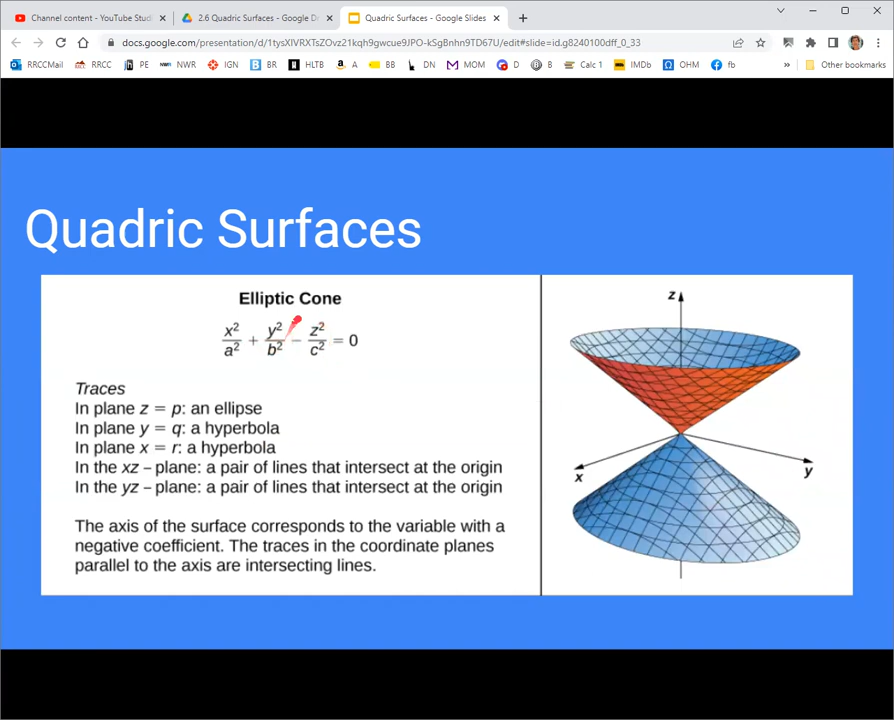 Channel content - YouTube Studi
2.6 Quadric Surfaces - Google Dr
Quadric Surfaces - Google Slides
docs.google.com/presentation/d/1tysXIVRXTsZOvz21kqh9gwcue9JPO-kSgBnhn9TD67U/edit#slide=id.g8240100dff_0_33
RRCCMail RRCC PE NWR IGN BR HLTB A BB DN MOM D B Calc 1 IMDb OHM fb » Other bookmarks
Quadric Surfaces
Elliptic Cone
x²/a² + y²/b² − z²/c² = 0
Traces
In plane z = p: an ellipse
In plane y = q: a hyperbola
In plane x = r: a hyperbola
In the xz – plane: a pair of lines that intersect at the origin
In the yz – plane: a pair of lines that intersect at the origin
The axis of the surface corresponds to the variable with a
negative coefficient. The traces in the coordinate planes
parallel to the axis are intersecting lines.
z
x
y